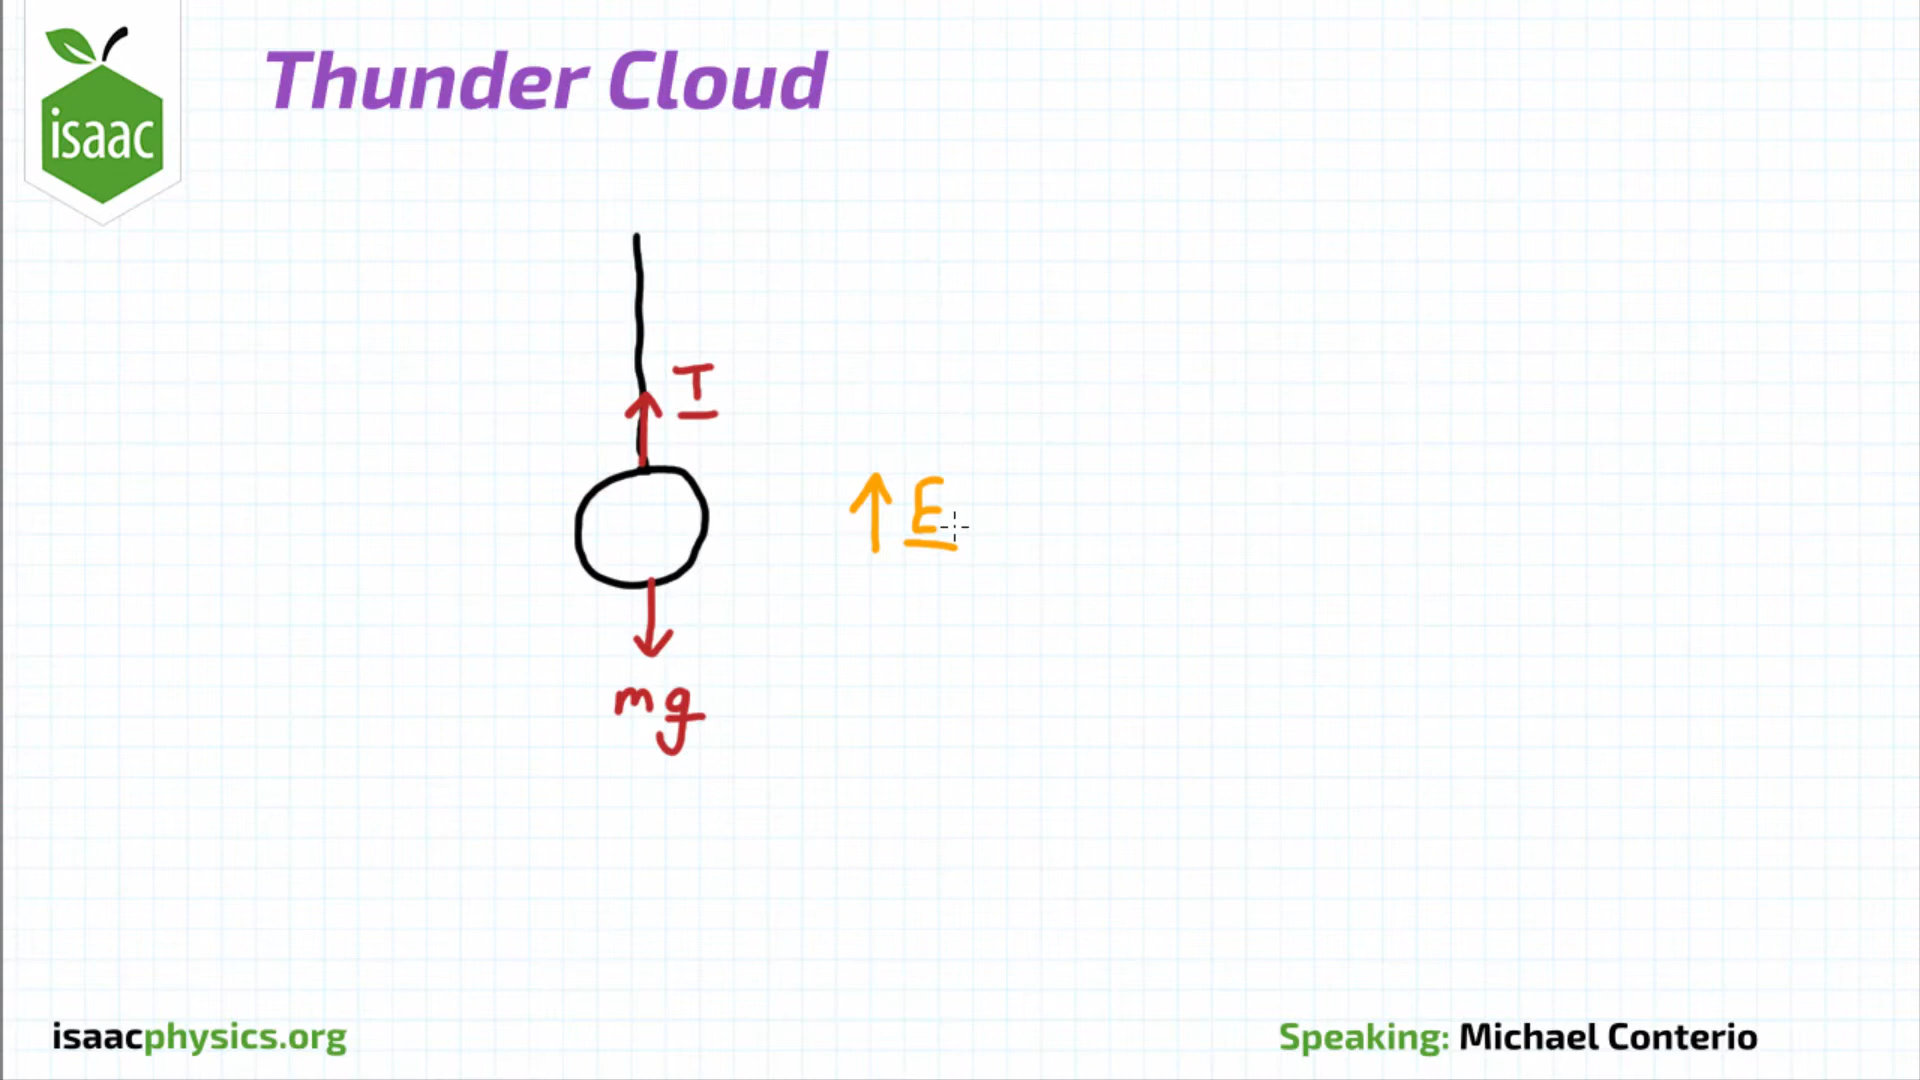 isaac
Thunder Cloud
T
E
mg
isaacphysics.org
Speaking: Michael Conterio